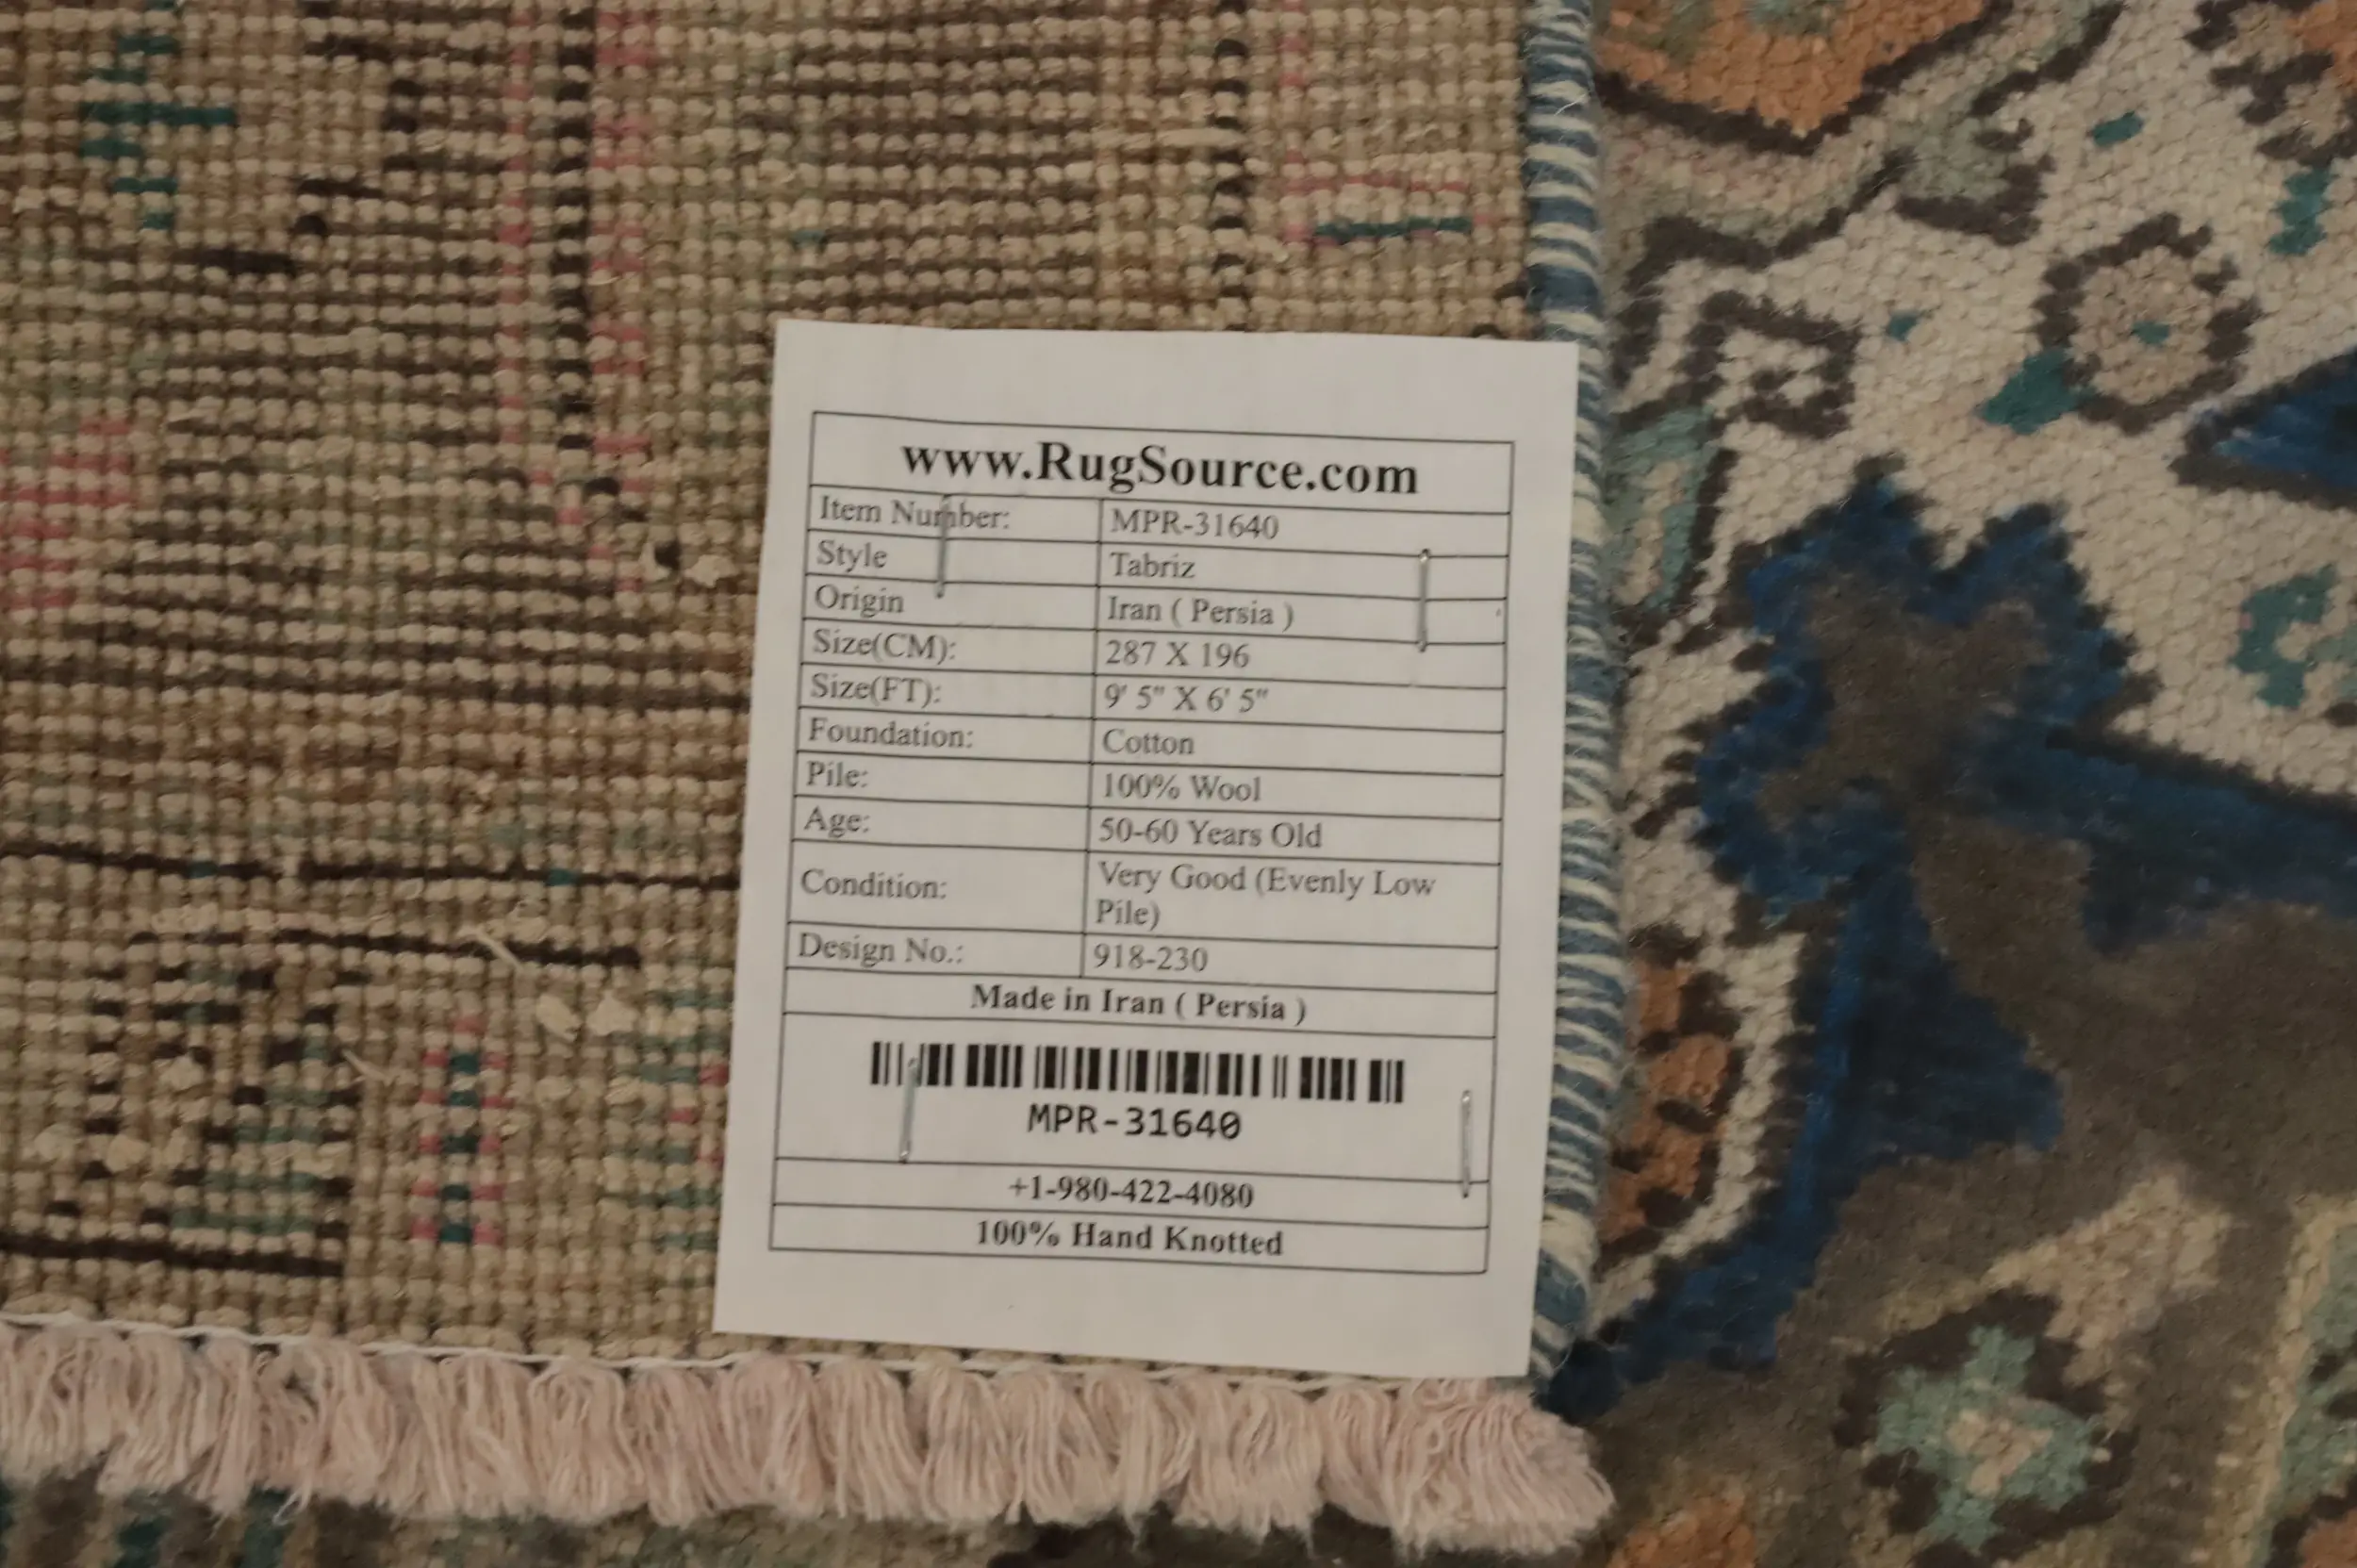 www.RugSource.com
Item Number: MPR-31640
Style Tabriz
Origin Iran ( Persia )
Size(CM): 287 X 196
Size(FT): 9' 5" X 6' 5"
Foundation: Cotton
Pile: 100% Wool
Age: 50-60 Years Old
Condition: Very Good (Evenly Low
Pile)
Design No.: 918-230
Made in Iran ( Persia )
MPR-31640
+1-980-422-4080
100% Hand Knotted